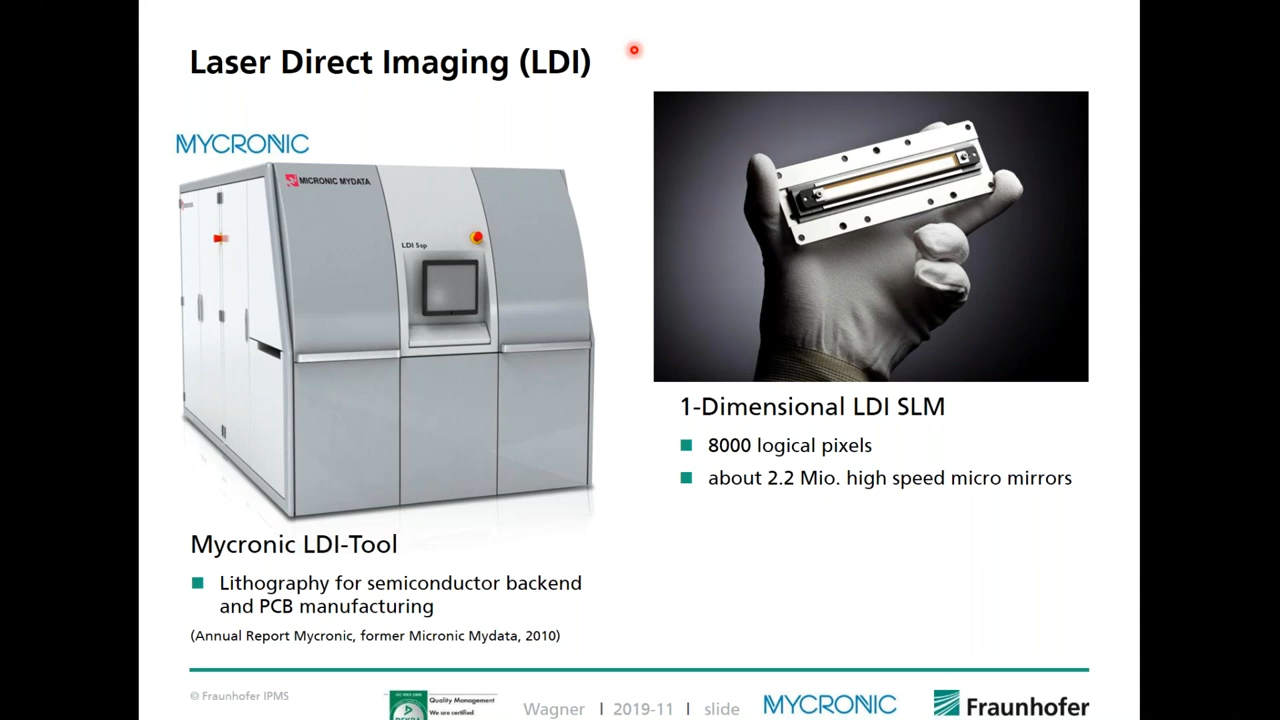 Laser Direct Imaging (LDI)
MYCRONIC
MICRONIC MYDATA
LDI 5sp
1-Dimensional LDI SLM
8000 logical pixels
about 2.2 Mio. high speed micro mirrors
Mycronic LDI-Tool
Lithography for semiconductor backend
and PCB manufacturing
(Annual Report Mycronic, former Micronic Mydata, 2010)
© Fraunhofer IPMS
Quality Management
We are certified
Wagner | 2019-11 | slide
MYCRONIC
Fraunhofer